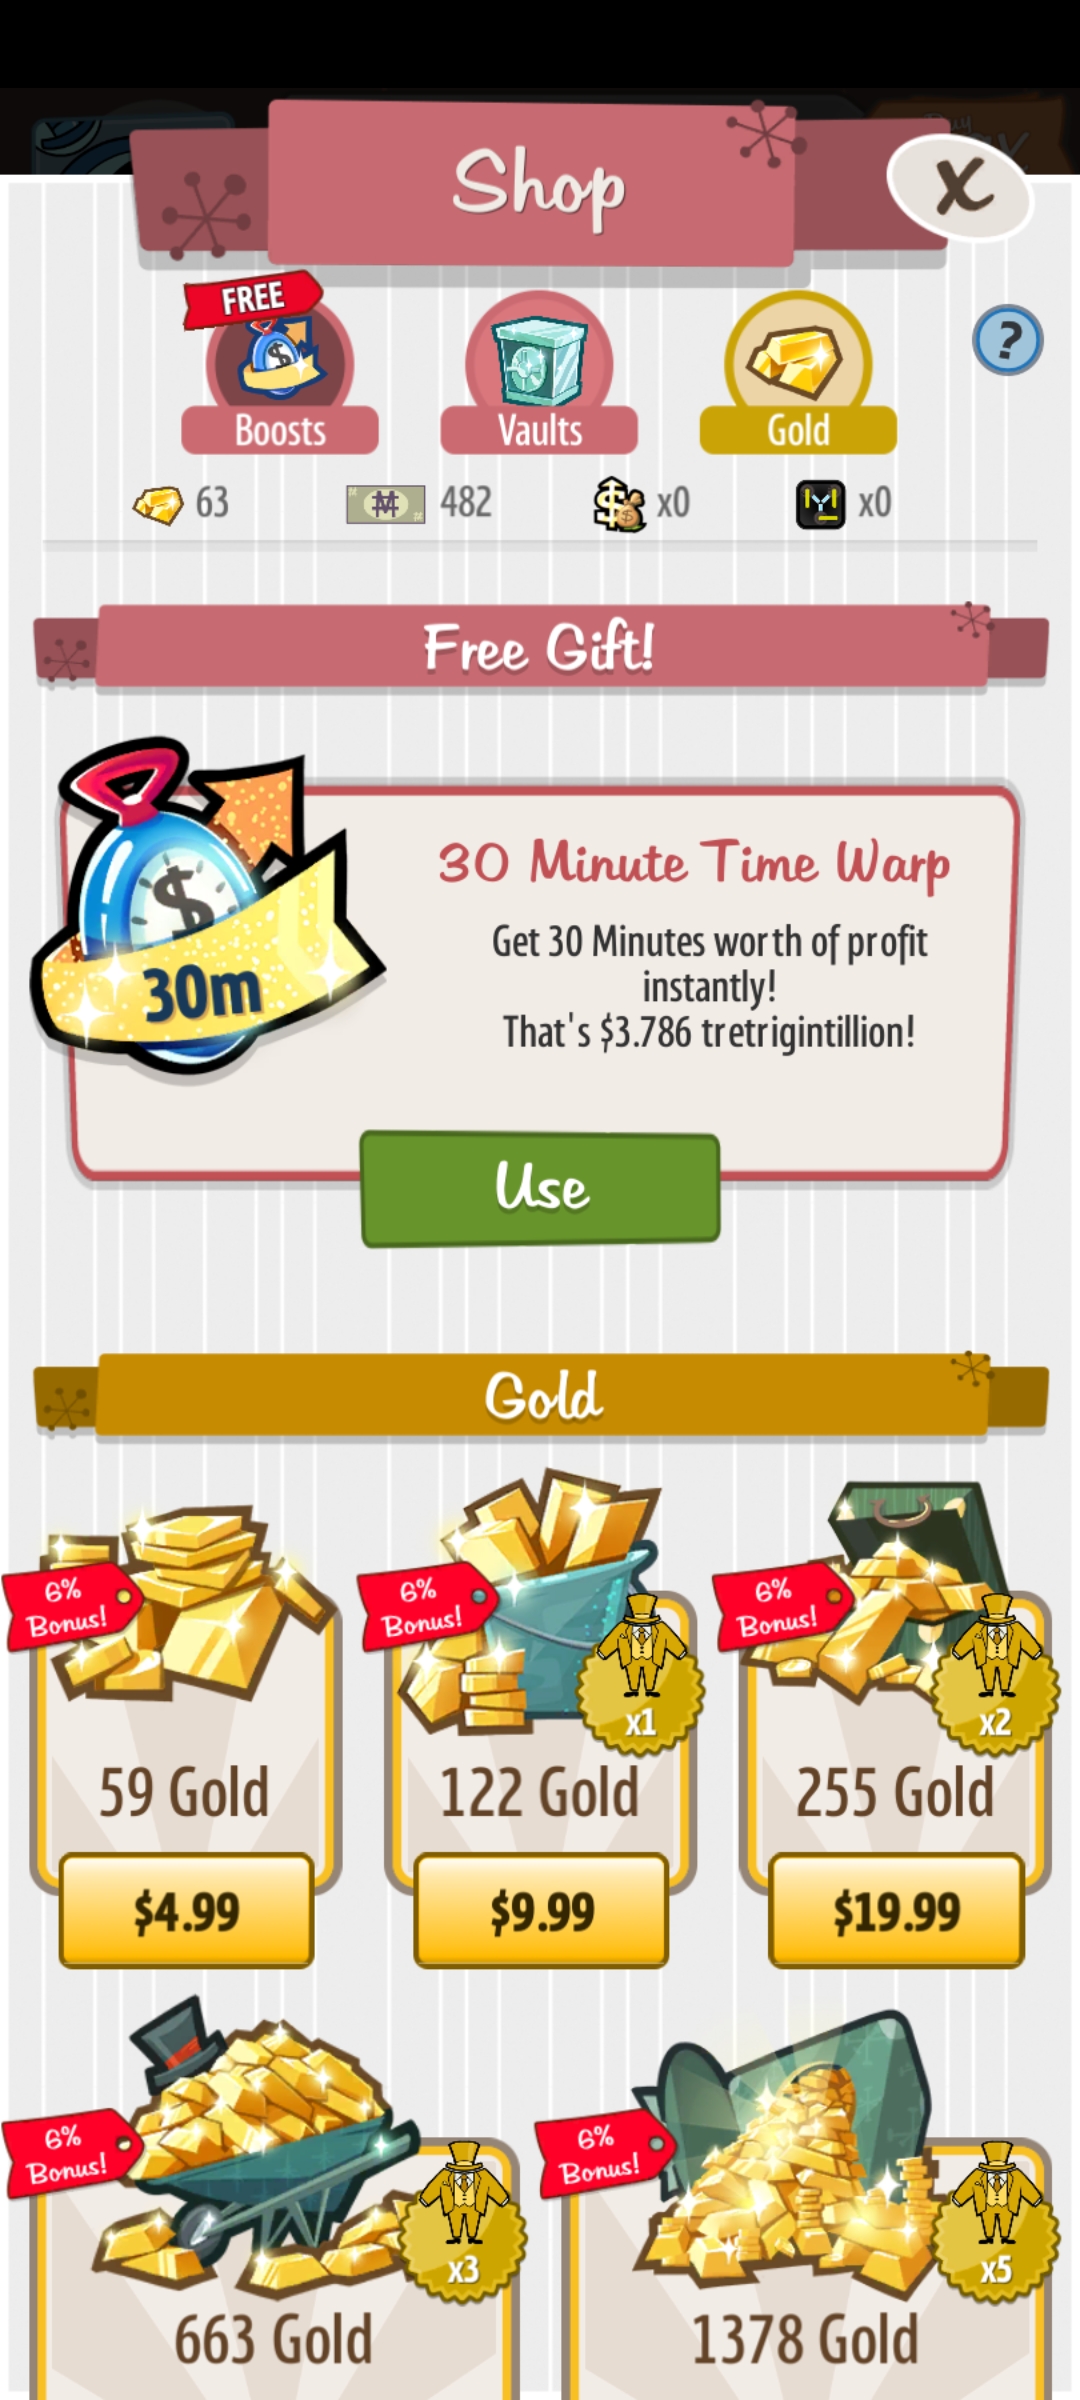 Shop
X
FREE
Boosts
Vaults
Gold
?
63
482
x0
x0
Free Gift!
30m
30 Minute Time Warp
Get 30 Minutes worth of profit
instantly!
That's $3.786 tretrigintillion!
Use
Gold
6%
Bonus!
6%
Bonus!
6%
Bonus!
x1
x2
59 Gold
122 Gold
255 Gold
$4.99
$9.99
$19.99
6%
Bonus!
6%
Bonus!
x3
x5
663 Gold
1378 Gold